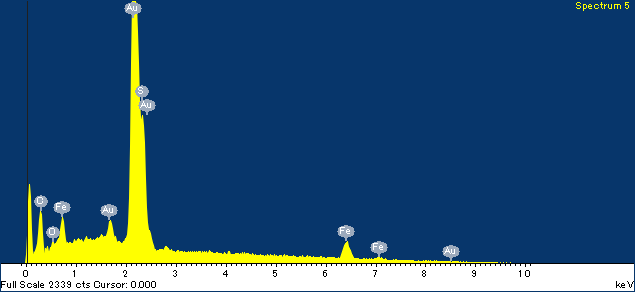 Spectrum 5
Au
S
Au
O
Fe
Au
O
Fe
Fe
Au
0 1 2 3 4 5 6 7 8 9 10
Full Scale 2339 cts Cursor: 0.000 keV